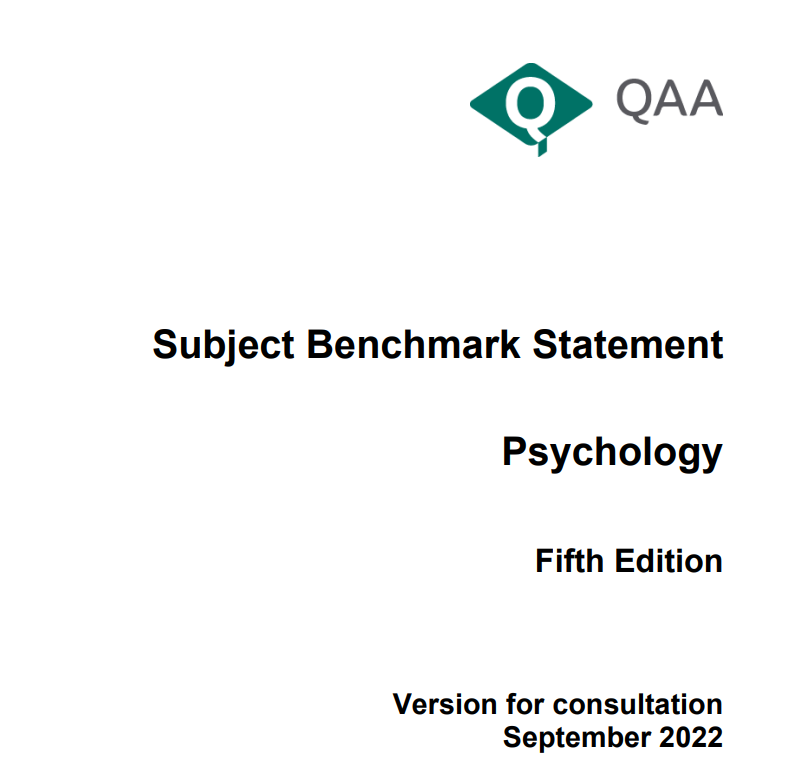 QAA
Subject Benchmark Statement
Psychology
Fifth Edition
Version for consultation
September 2022